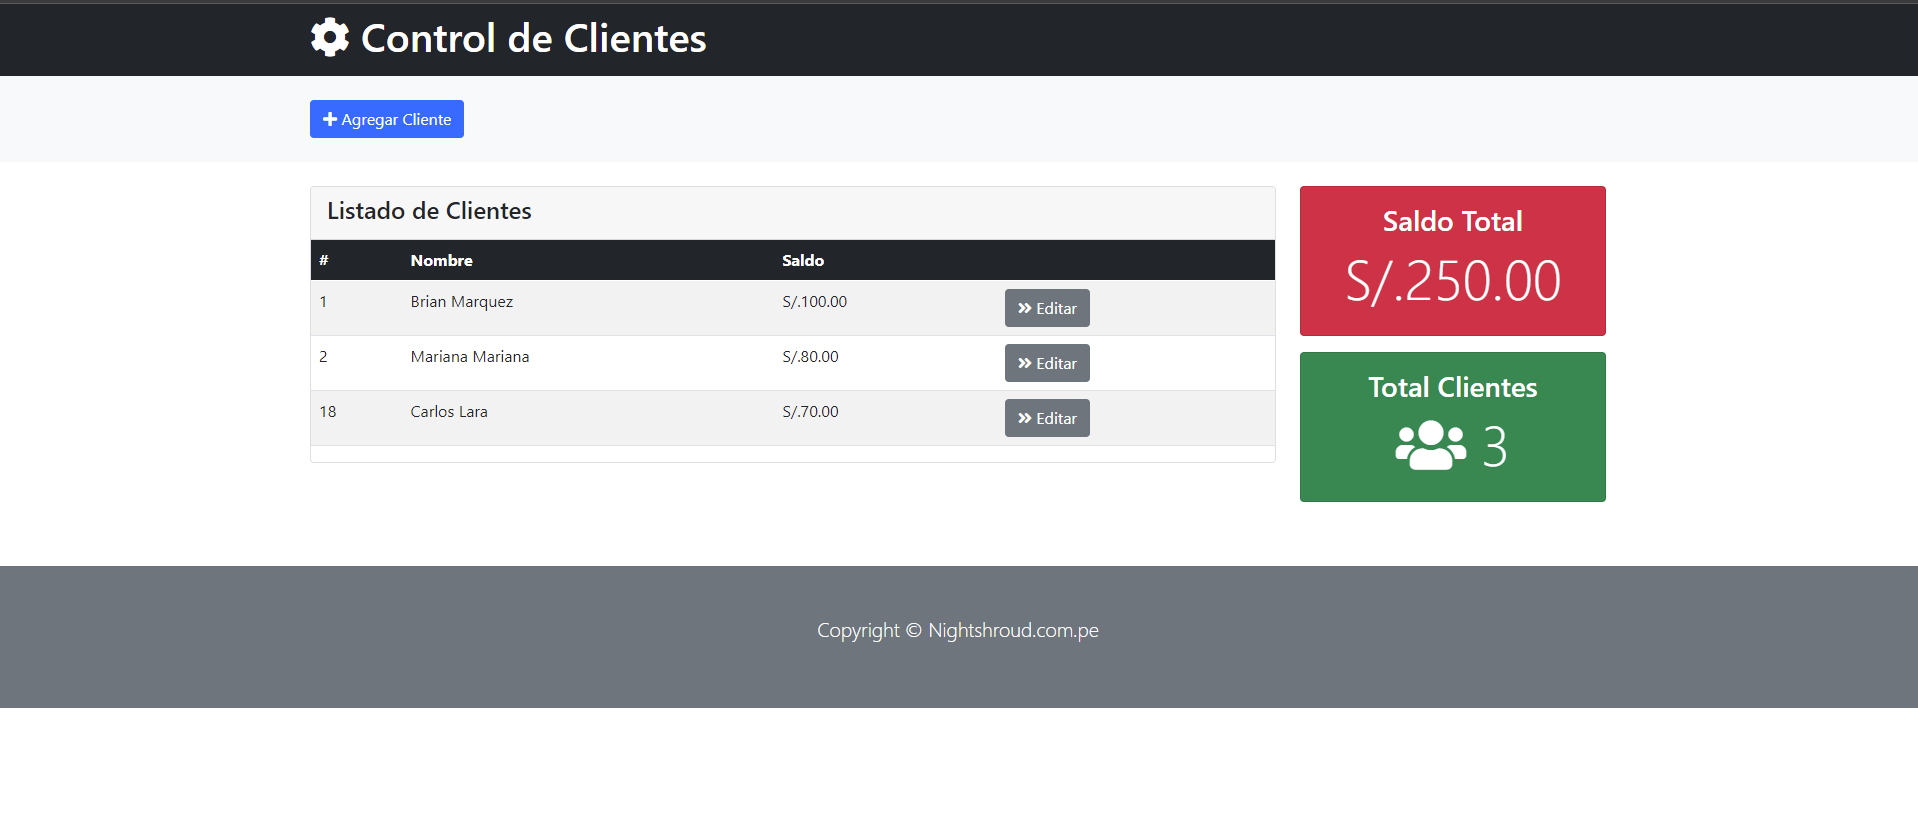 Control de Clientes
Agregar Cliente
Listado de Clientes
# Nombre Saldo
1 Brian Marquez S/.100.00 Editar
2 Mariana Mariana S/.80.00 Editar
18 Carlos Lara S/.70.00 Editar
Saldo Total
S/.250.00
Total Clientes
3
Copyright © Nightshroud.com.pe